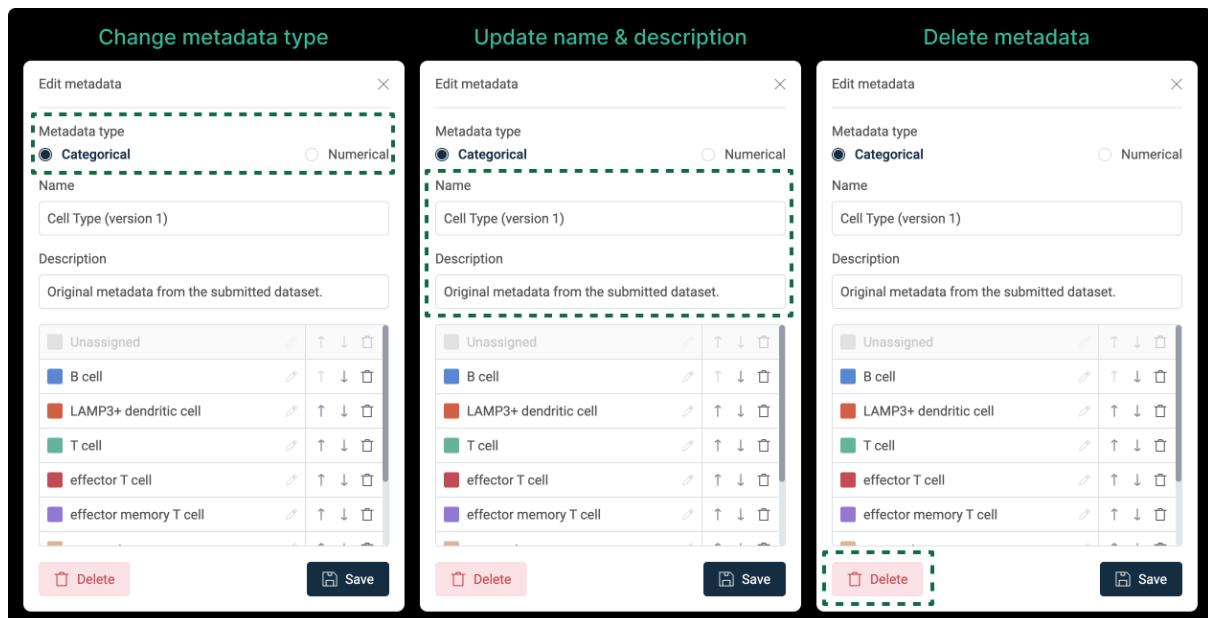 Change metadata type
Edit metadata
Metadata type
Categorical Numerical
Name
Cell Type (version 1)
Description
Original metadata from the submitted dataset.
Unassigned
B cell
LAMP3+ dendritic cell
T cell
effector T cell
effector memory T cell
Delete Save
Update name & description
Edit metadata
Metadata type
Categorical Numerical
Name
Cell Type (version 1)
Description
Original metadata from the submitted dataset.
Unassigned
B cell
LAMP3+ dendritic cell
T cell
effector T cell
effector memory T cell
Delete Save
Delete metadata
Edit metadata
Metadata type
Categorical Numerical
Name
Cell Type (version 1)
Description
Original metadata from the submitted dataset.
Unassigned
B cell
LAMP3+ dendritic cell
T cell
effector T cell
effector memory T cell
Delete Save